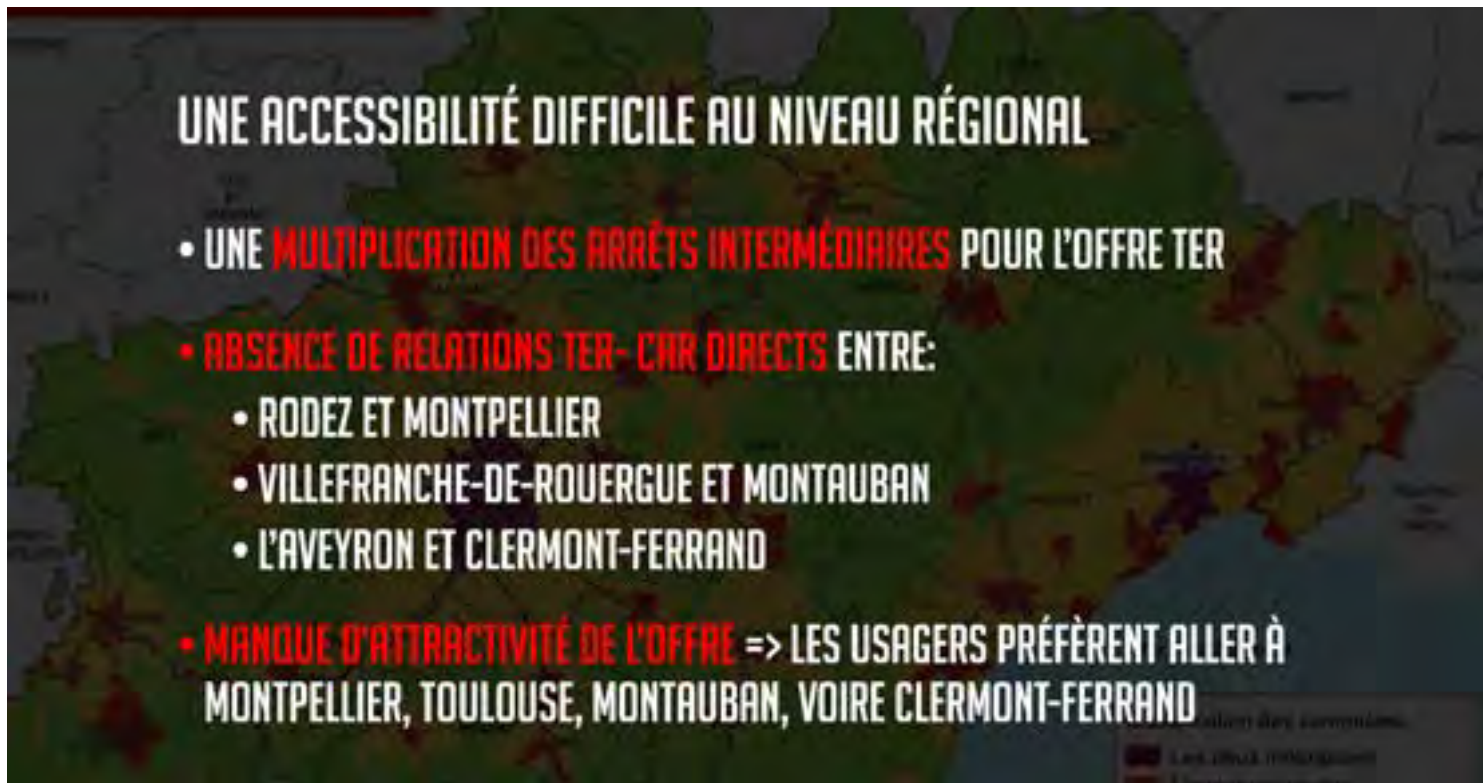 UNE ACCESSIBILITÉ DIFFICILE AU NIVEAU RÉGIONAL
• UNE MULTIPLICATION DES ARRÊTS INTERMÉDIAIRES POUR L'OFFRE TER
• ABSENCE DE RELATIONS TER- CAR DIRECTS ENTRE:
• RODEZ ET MONTPELLIER
• VILLEFRANCHE-DE-ROUERGUE ET MONTAUBAN
• L'AVEYRON ET CLERMONT-FERRAND
• MANQUE D'ATTRACTIVITÉ DE L'OFFRE => LES USAGERS PRÉFÈRENT ALLER À
MONTPELLIER, TOULOUSE, MONTAUBAN, VOIRE CLERMONT-FERRAND